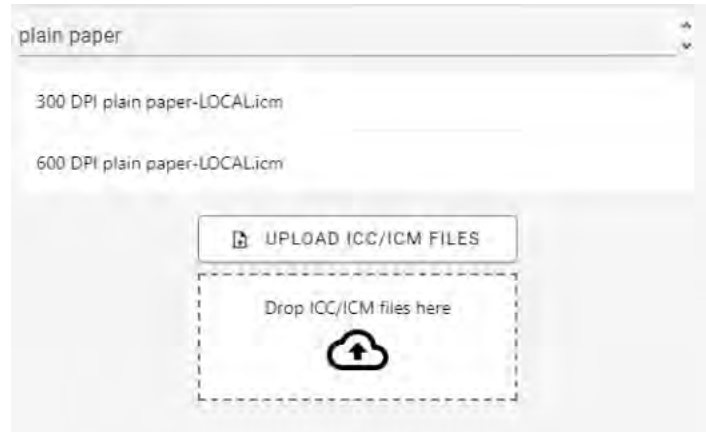 plain paper
300 DPI plain paper-LOCAL.icm
600 DPI plain paper-LOCAL.icm
UPLOAD ICC/ICM FILES
Drop ICC/ICM files here